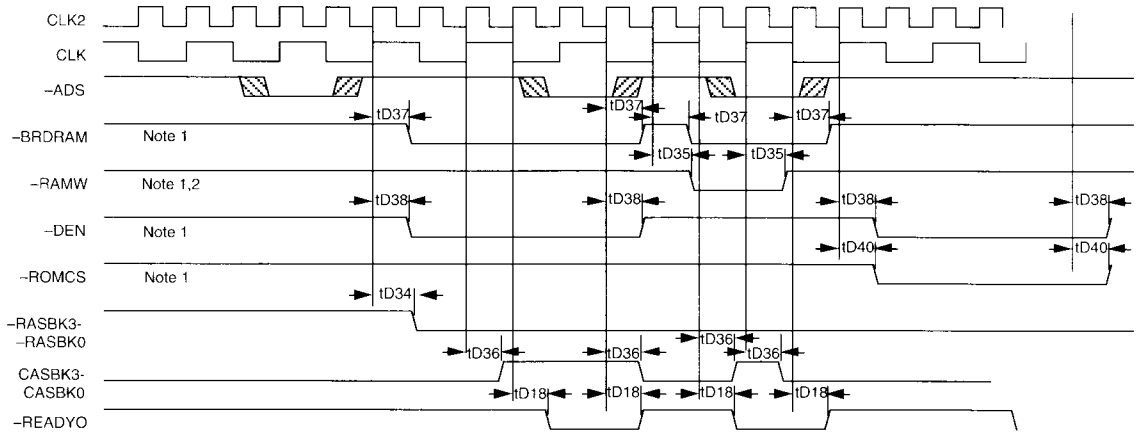 CLK2
CLK
–ADS
tD37 tD37 tD37 tD37
–BRDRAM Note 1
tD35 tD35
–RAMW Note 1,2
tD38 tD38 tD38 tD38
–DEN Note 1
tD40 tD40
–ROMCS Note 1
tD34
–RASBK3-
–RASBK0
tD36 tD36 tD36 tD36
CASBK3-
CASBK0
tD18 tD18 tD18 tD18
–READYO